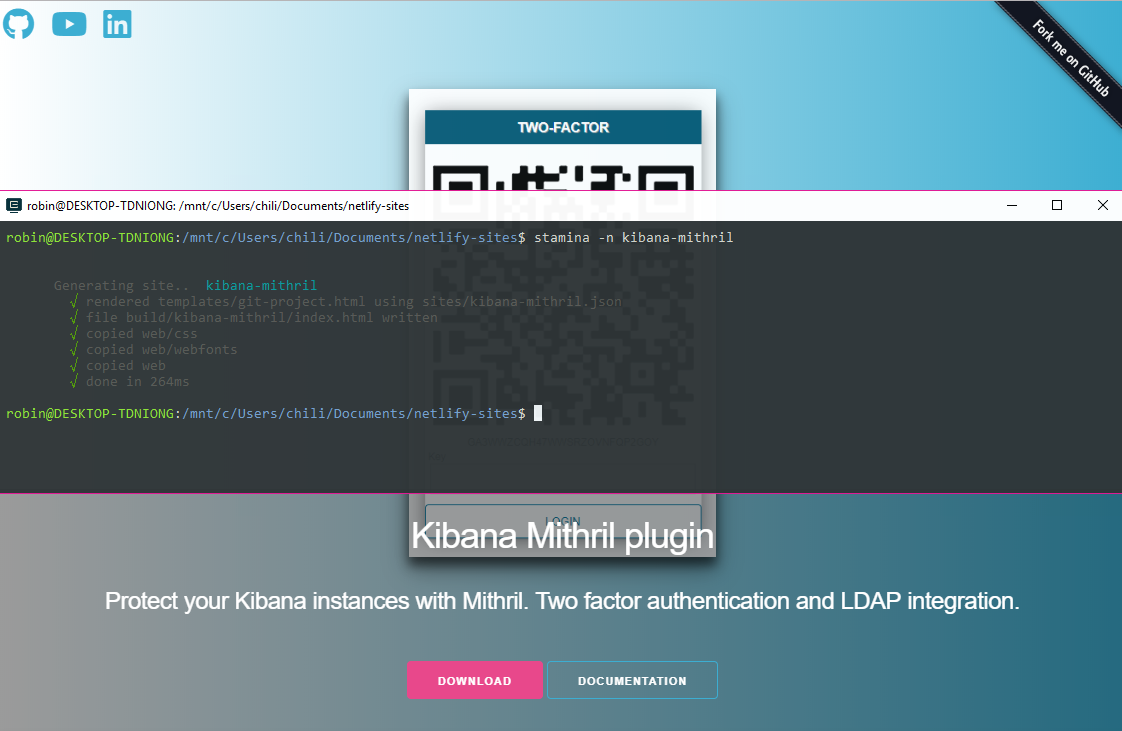 Fork me on GitHub
TWO-FACTOR
robin@DESKTOP-TDNIONG: /mnt/c/Users/chili/Documents/netlify-sites
robin@DESKTOP-TDNIONG:/mnt/c/Users/chili/Documents/netlify-sites$ stamina -n kibana-mithril
Generating site.. kibana-mithril
√ rendered templates/git-project.html using sites/kibana-mithril.json
√ file build/kibana-mithril/index.html written
√ copied web/css
√ copied web/webfonts
√ copied web
√ done in 264ms
robin@DESKTOP-TDNIONG:/mnt/c/Users/chili/Documents/netlify-sites$
LOGIN
Kibana Mithril plugin
Protect your Kibana instances with Mithril. Two factor authentication and LDAP integration.
DOWNLOAD
DOCUMENTATION